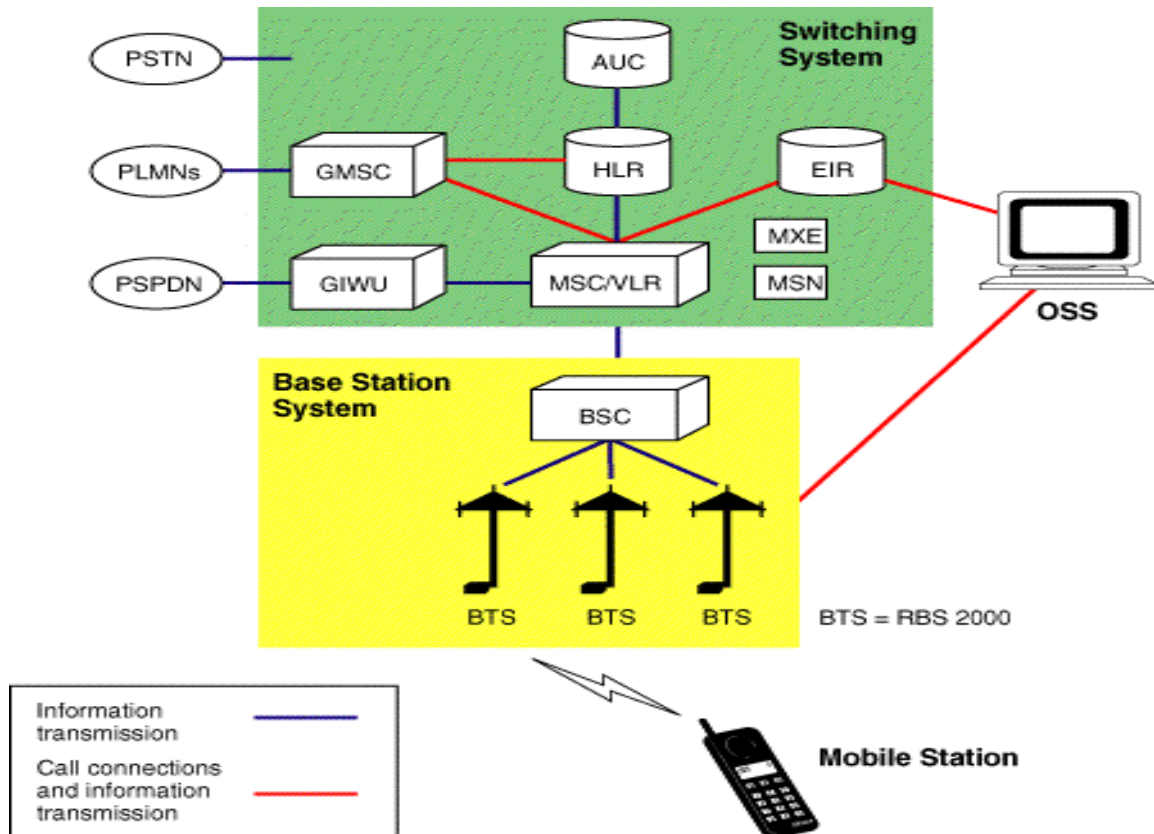 Switching
System
PSTN
AUC
PLMNs
GMSC
HLR
EIR
MXE
PSPDN
GIWU
MSC/VLR
MSN
OSS
Base Station
System
BSC
BTS
BTS
BTS
BTS = RBS 2000
Information
transmission
Call connections
and information
transmission
Mobile Station